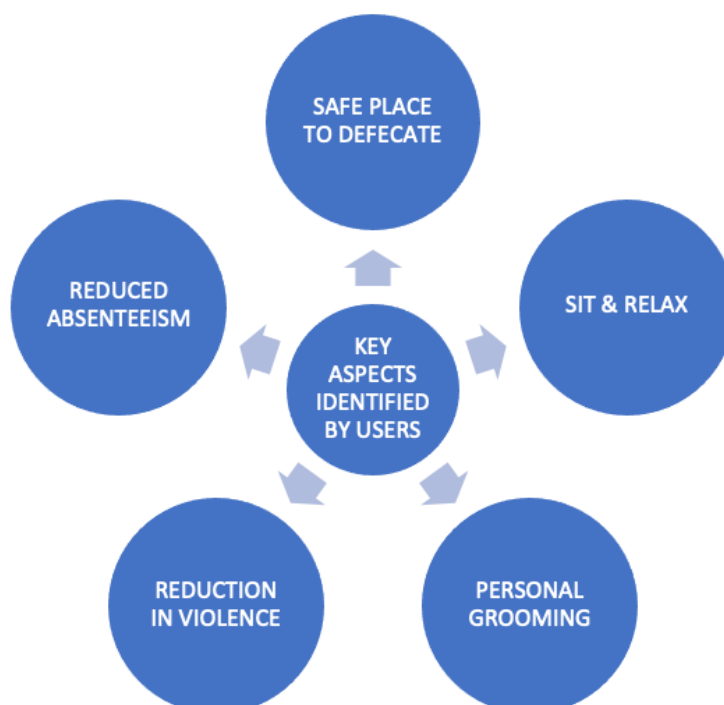 SAFE PLACE
TO DEFECATE
SIT & RELAX
PERSONAL
GROOMING
REDUCTION
IN VIOLENCE
REDUCED
ABSENTEEISM
KEY
ASPECTS
IDENTIFIED
BY USERS